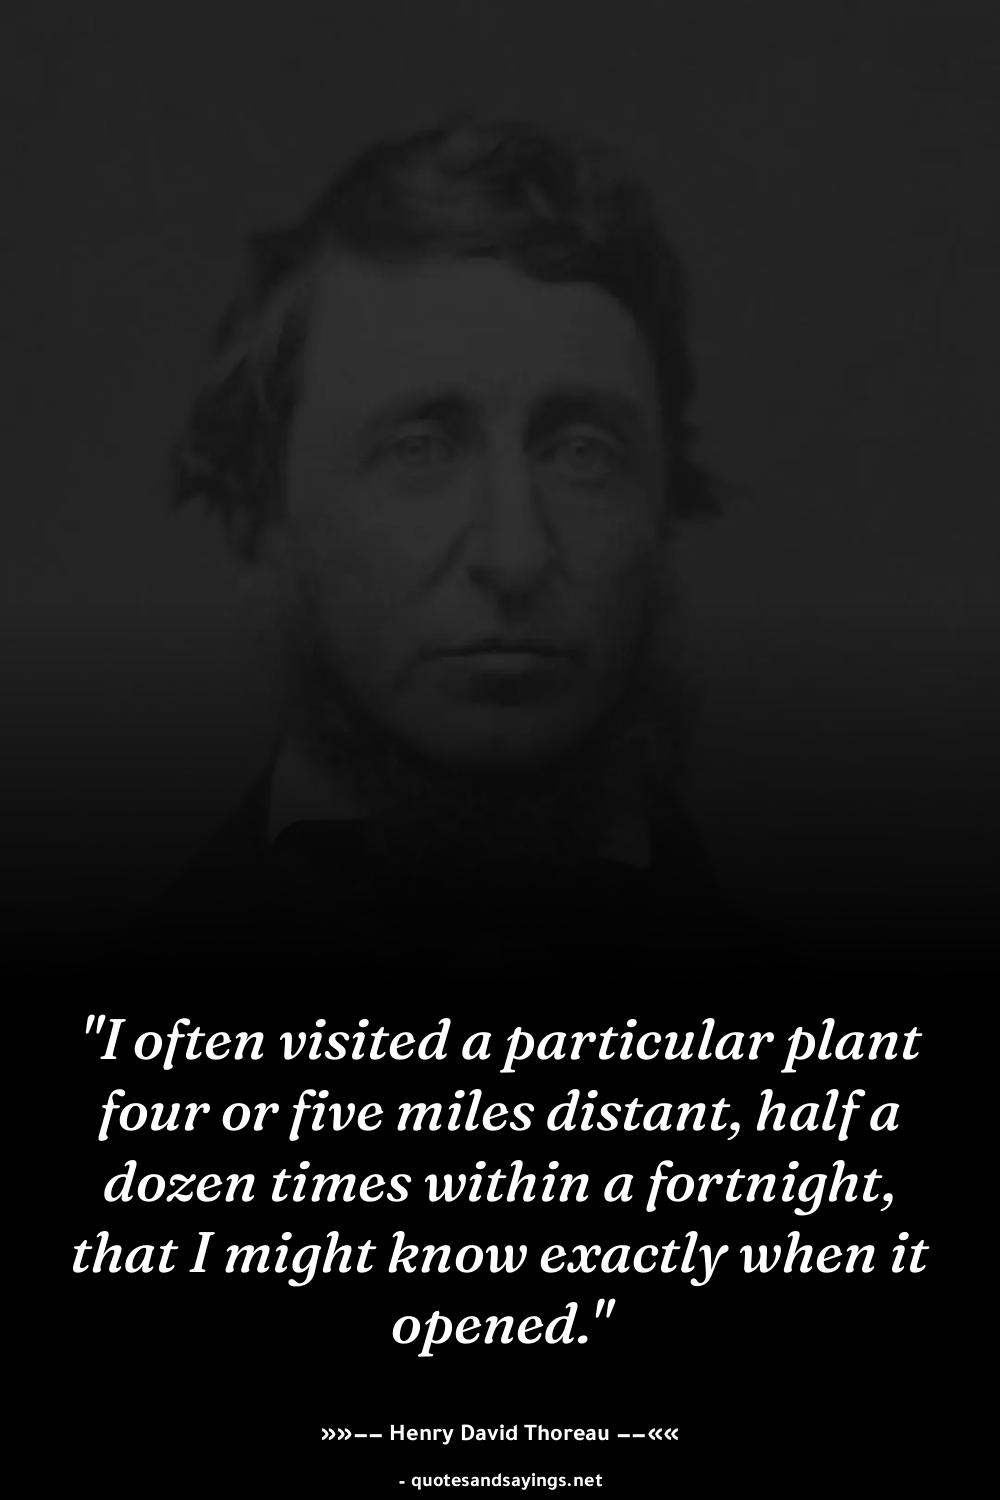 "I often visited a particular plant
four or five miles distant, half a
dozen times within a fortnight,
that I might know exactly when it
opened."
»»−− Henry David Thoreau −−««
- quotesandsayings.net